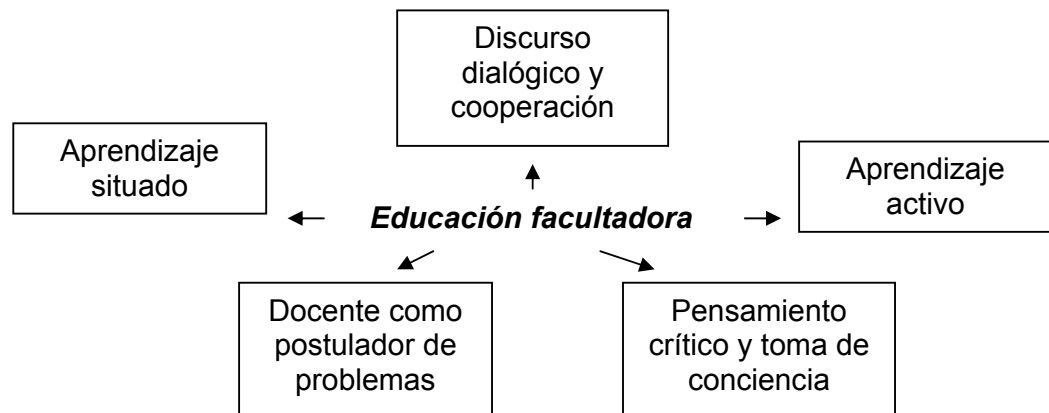 Discurso
dialógico y
cooperación
Aprendizaje
situado
Aprendizaje
activo
Educación facultadora
Docente como
postulador de
problemas
Pensamiento
crítico y toma de
conciencia